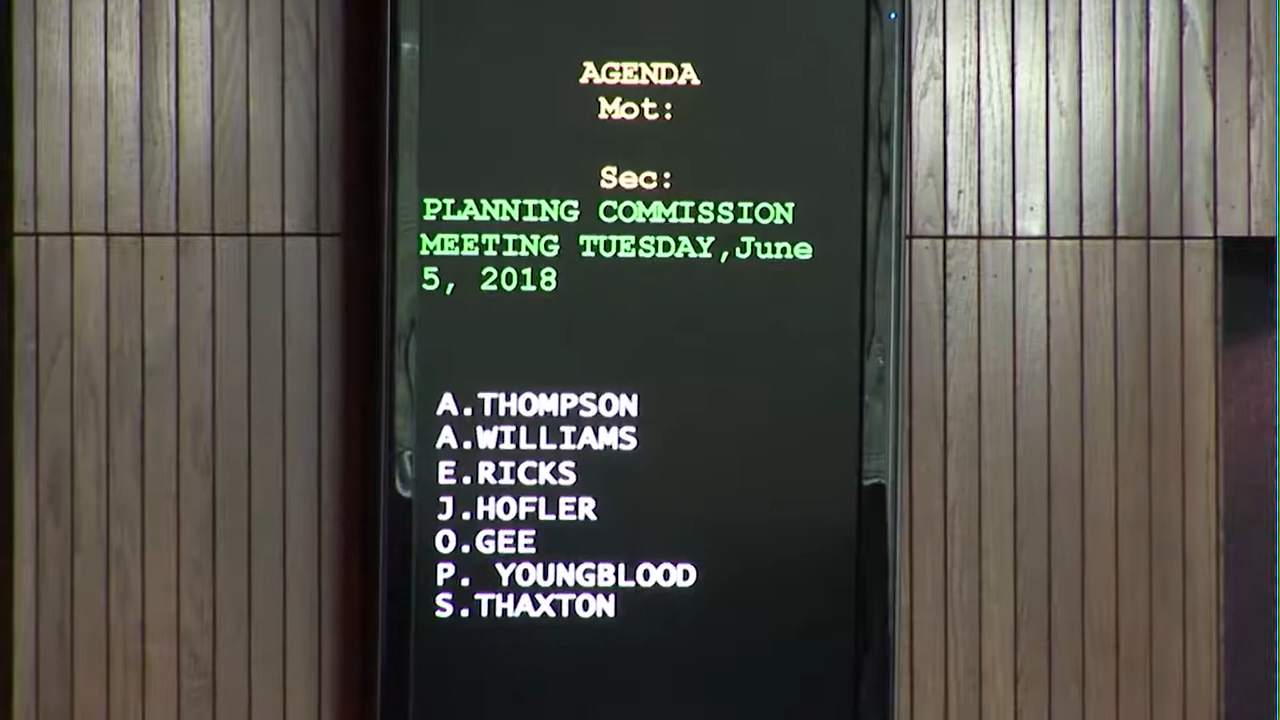 AGENDA
Mot:
Sec:
PLANNING COMMISSION
MEETING TUESDAY,June
5, 2018
A.THOMPSON
A.WILLIAMS
E.RICKS
J.HOFLER
O.GEE
P. YOUNGBLOOD
S.THAXTON